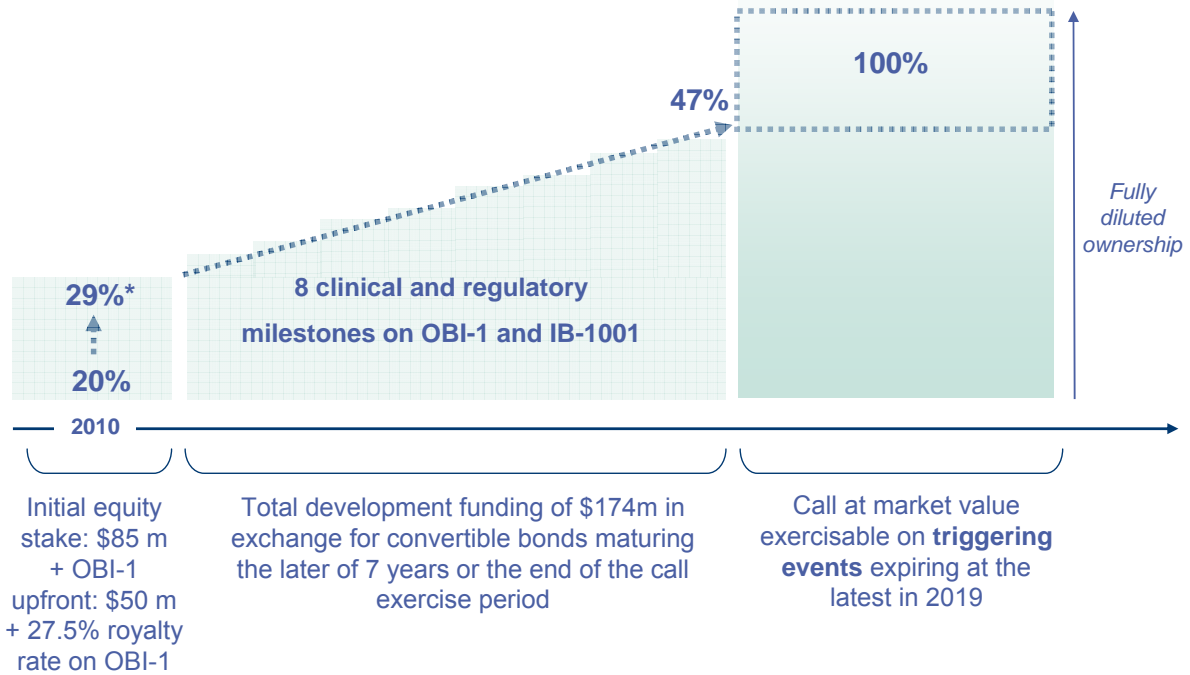 100%
47%
Fully
diluted
ownership
29%*
20%
8 clinical and regulatory
milestones on OBI-1 and IB-1001
2010
Initial equity
stake: $85 m
+ OBI-1
upfront: $50 m
+ 27.5% royalty
rate on OBI-1
Total development funding of $174m in
exchange for convertible bonds maturing
the later of 7 years or the end of the call
exercise period
Call at market value
exercisable on triggering
events expiring at the
latest in 2019